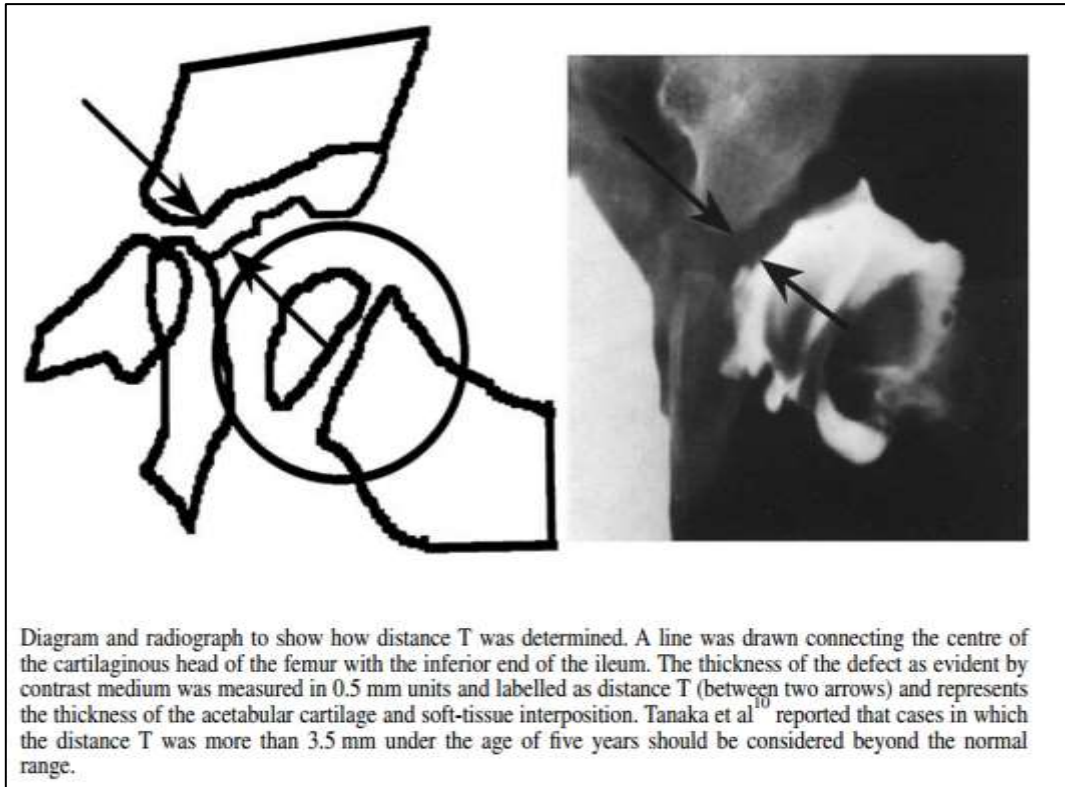 Diagram and radiograph to show how distance T was determined. A line was drawn connecting the centre of
the cartilaginous head of the femur with the inferior end of the ileum. The thickness of the defect as evident by
contrast medium was measured in 0.5 mm units and labelled as distance T (between two arrows) and represents
the thickness of the acetabular cartilage and soft-tissue interposition. Tanaka et al10 reported that cases in which
the distance T was more than 3.5 mm under the age of five years should be considered beyond the normal
range.